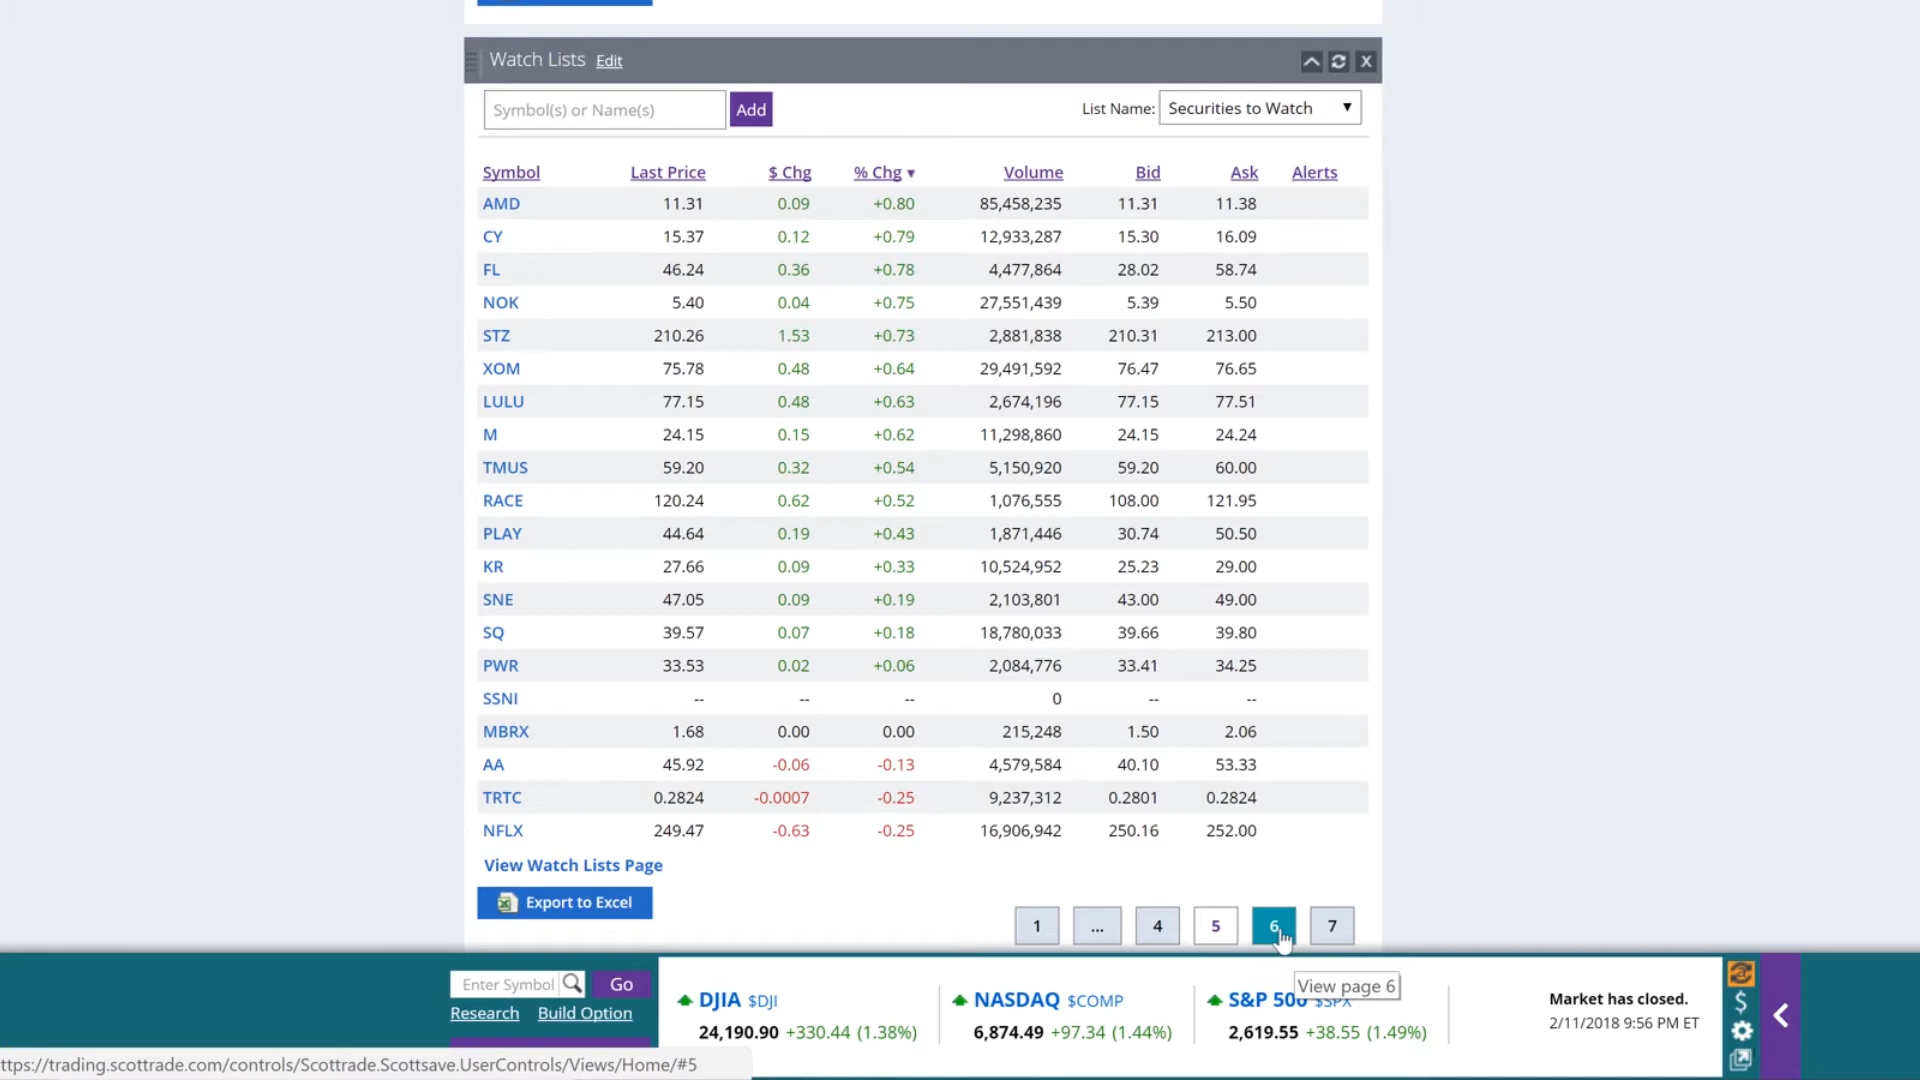 Watch Lists Edit
X
Symbol(s) or Name(s) Add List Name: Securities to Watch
Symbol Last Price $ Chg % Chg Volume Bid Ask Alerts
AMD 11.31 0.09 +0.80 85,458,235 11.31 11.38
CY 15.37 0.12 +0.79 12,933,287 15.30 16.09
FL 46.24 0.36 +0.78 4,477,864 28.02 58.74
NOK 5.40 0.04 +0.75 27,551,439 5.39 5.50
STZ 210.26 1.53 +0.73 2,881,838 210.31 213.00
XOM 75.78 0.48 +0.64 29,491,592 76.47 76.65
LULU 77.15 0.48 +0.63 2,674,196 77.15 77.51
M 24.15 0.15 +0.62 11,298,860 24.15 24.24
TMUS 59.20 0.32 +0.54 5,150,920 59.20 60.00
RACE 120.24 0.62 +0.52 1,076,555 108.00 121.95
PLAY 44.64 0.19 +0.43 1,871,446 30.74 50.50
KR 27.66 0.09 +0.33 10,524,952 25.23 29.00
SNE 47.05 0.09 +0.19 2,103,801 43.00 49.00
SQ 39.57 0.07 +0.18 18,780,033 39.66 39.80
PWR 33.53 0.02 +0.06 2,084,776 33.41 34.25
SSNI -- -- -- 0 -- --
MBRX 1.68 0.00 0.00 215,248 1.50 2.06
AA 45.92 -0.06 -0.13 4,579,584 40.10 53.33
TRTC 0.2824 -0.0007 -0.25 9,237,312 0.2801 0.2824
NFLX 249.47 -0.63 -0.25 16,906,942 250.16 252.00
View Watch Lists Page
Export to Excel
1 ... 4 5 6 7
View page 6
Enter Symbol Go
Research Build Option
DJIA $DJI
24,190.90 +330.44 (1.38%)
NASDAQ $COMP
6,874.49 +97.34 (1.44%)
S&P 500 $SPX
2,619.55 +38.55 (1.49%)
Market has closed.
2/11/2018 9:56 PM ET
$
ttps://trading.scottrade.com/controls/Scottrade.Scottsave.UserControls/Views/Home/#5